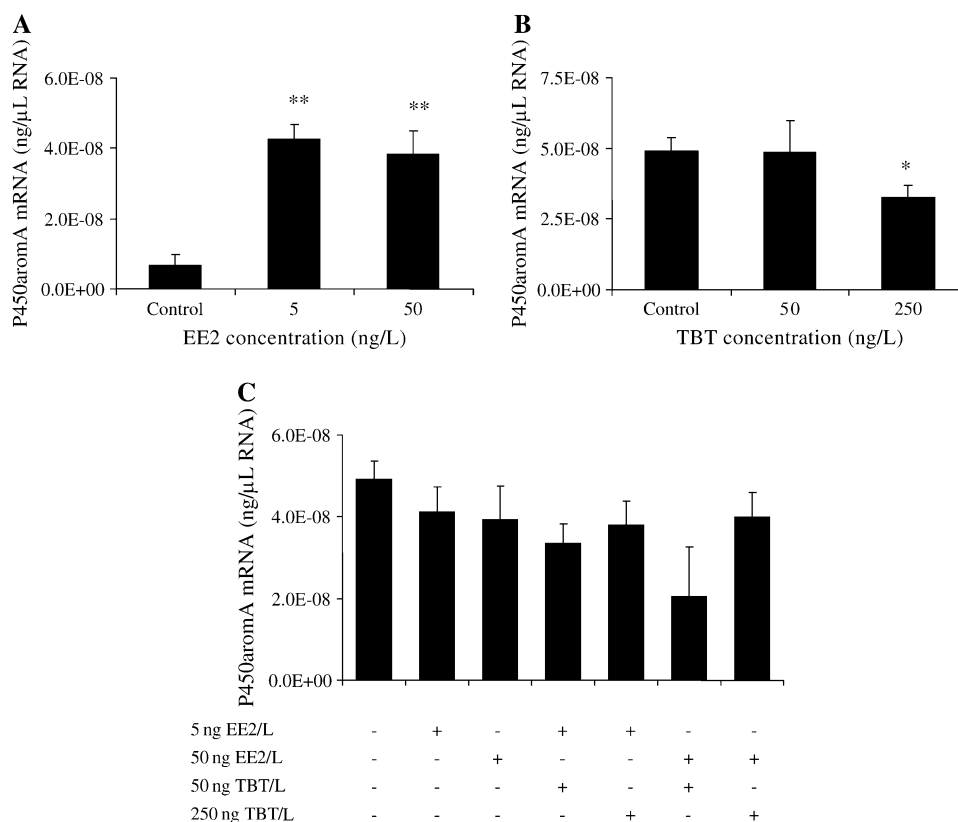 A
P450aromA mRNA (ng/µL RNA)
6.0E-08
4.0E-08
2.0E-08
0.0E+00
**
**
Control 5 50
EE2 concentration (ng/L)
B
P450aromA mRNA (ng/µL RNA)
7.5E-08
5.0E-08
2.5E-08
0.0E+00
*
Control 50 250
TBT concentration (ng/L)
C
P450aromA mRNA (ng/µL RNA)
6.0E-08
4.0E-08
2.0E-08
0.0E+00
5 ng EE2/L - + - + + - -
50 ng EE2/L - - + - - + +
50 ng TBT/L - - - + - + -
250 ng TBT/L - - - - + - +